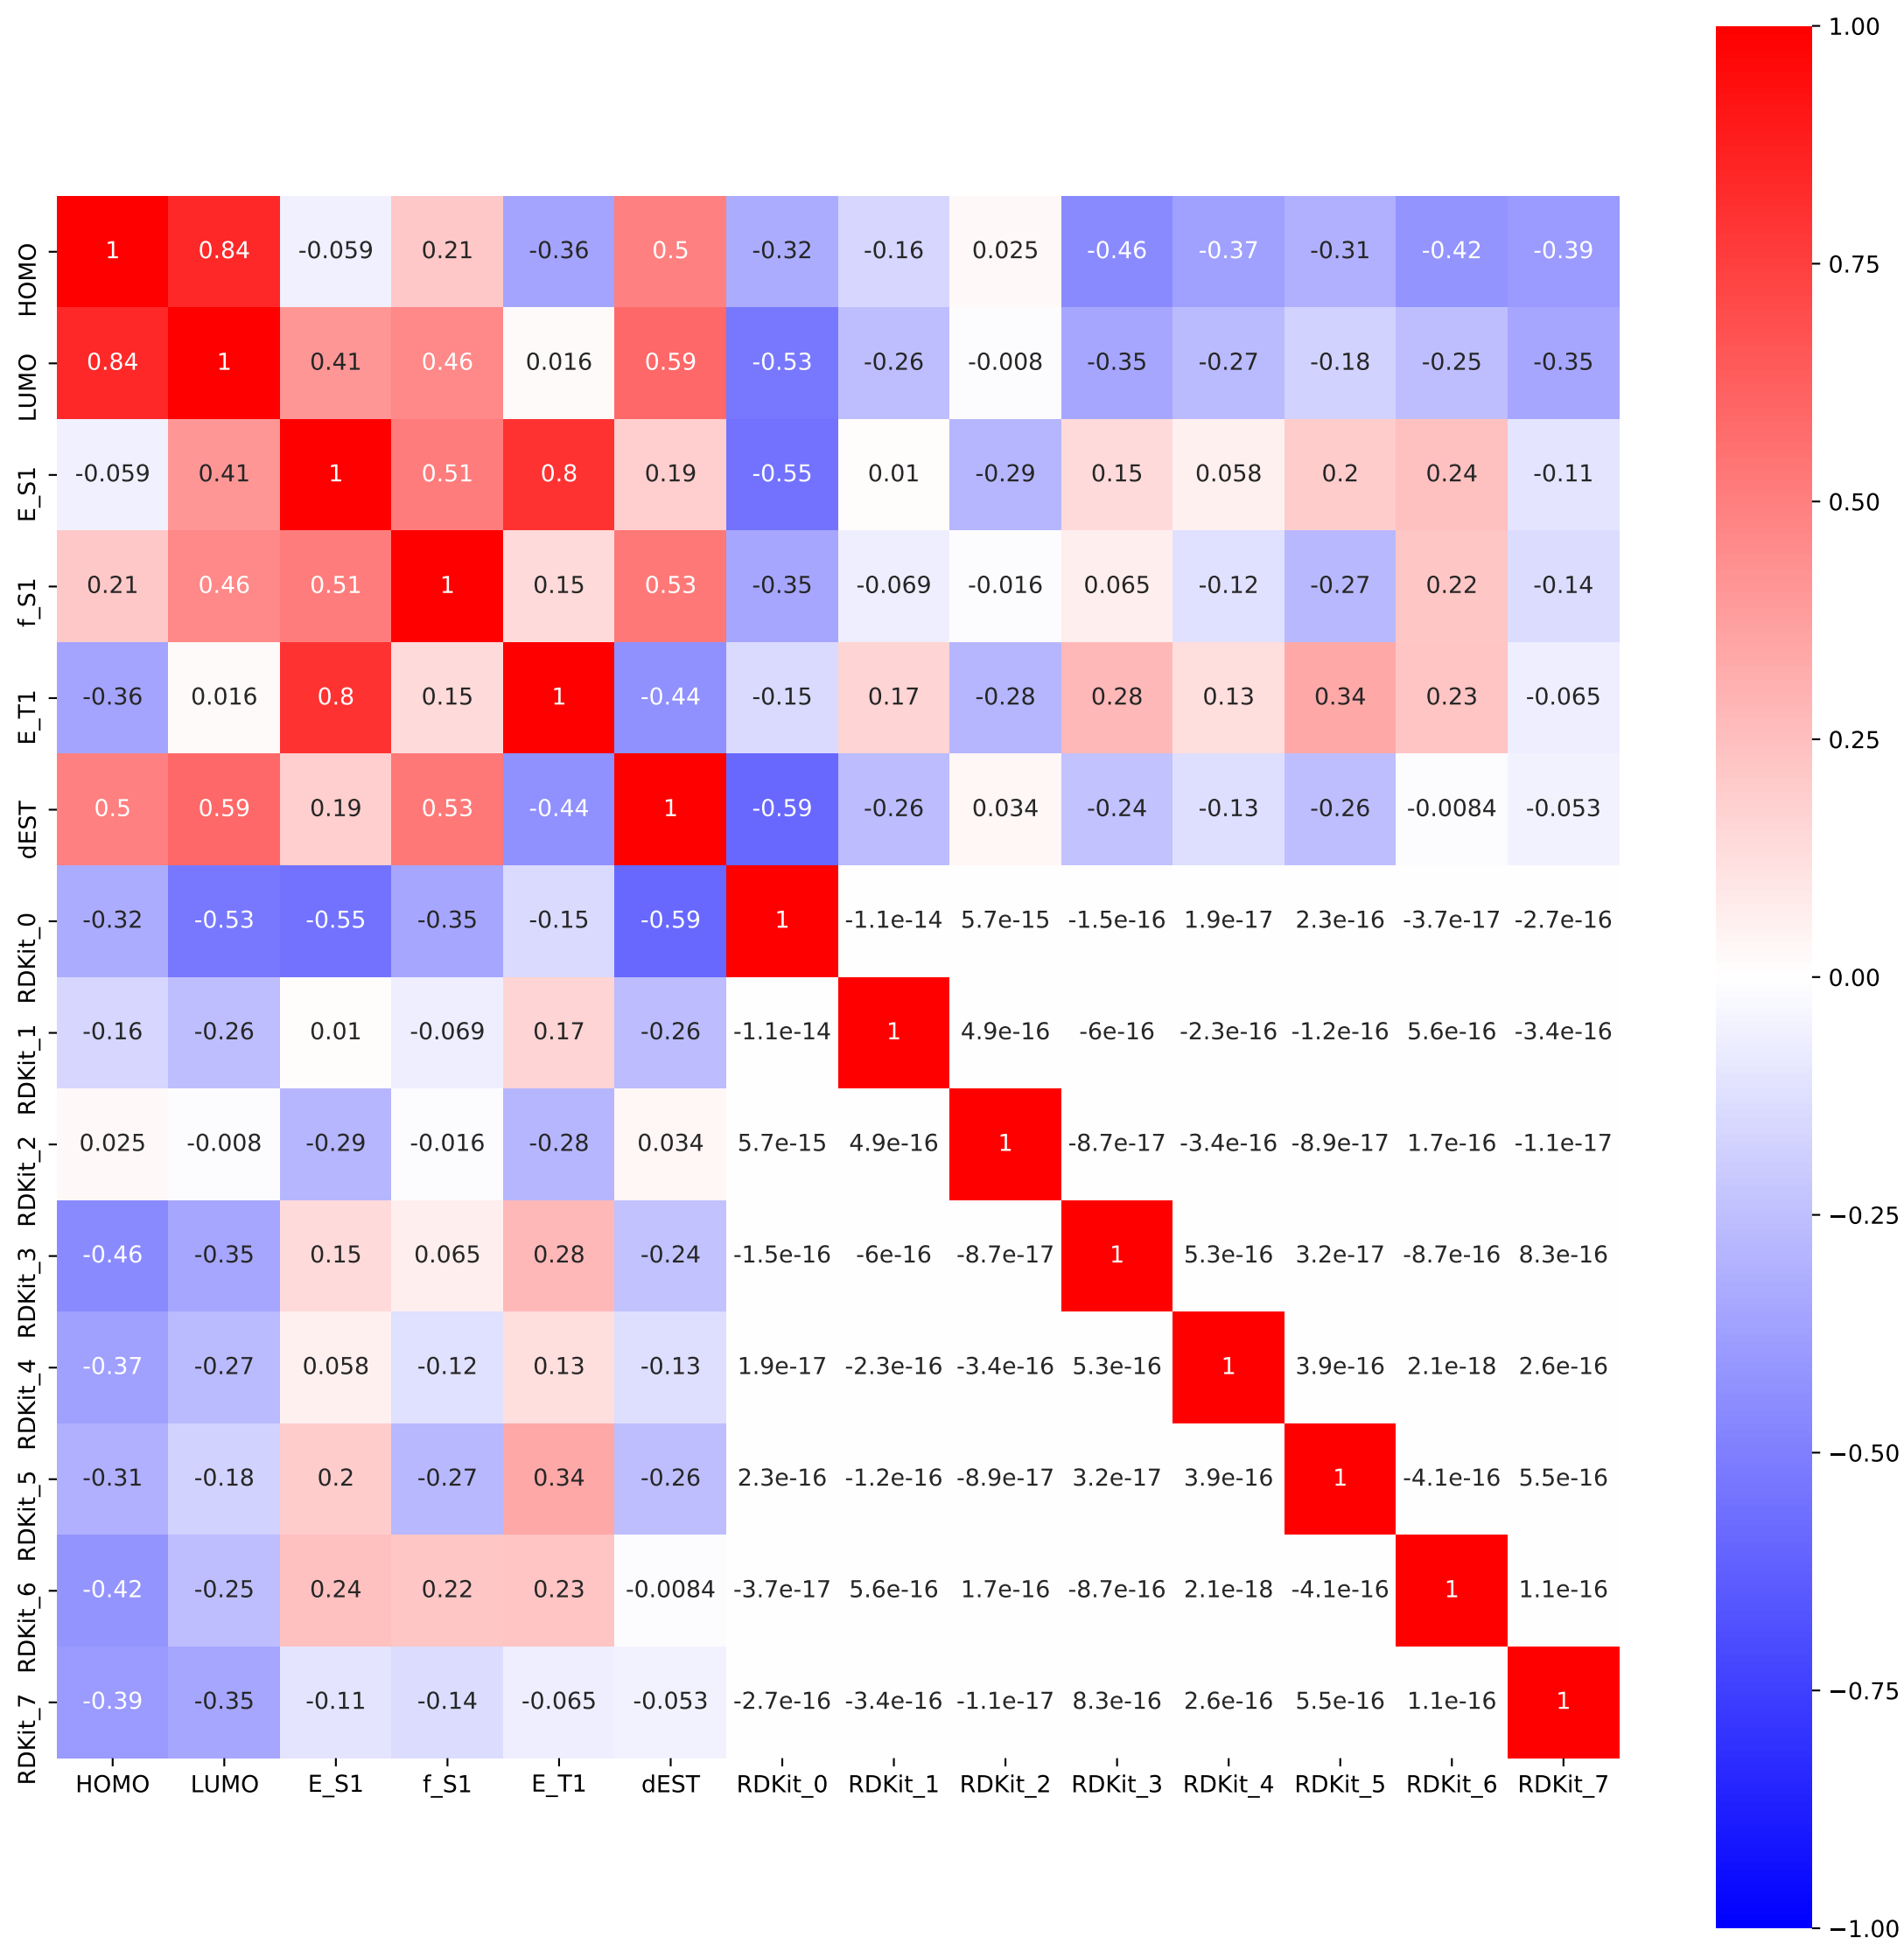 HOMO 1 0.84 -0.059 0.21 -0.36 0.5 -0.32 -0.16 0.025 -0.46 -0.37 -0.31 -0.42 -0.39
LUMO 0.84 1 0.41 0.46 0.016 0.59 -0.53 -0.26 -0.008 -0.35 -0.27 -0.18 -0.25 -0.35
E_S1 -0.059 0.41 1 0.51 0.8 0.19 -0.55 0.01 -0.29 0.15 0.058 0.2 0.24 -0.11
f_S1 0.21 0.46 0.51 1 0.15 0.53 -0.35 -0.069 -0.016 0.065 -0.12 -0.27 0.22 -0.14
E_T1 -0.36 0.016 0.8 0.15 1 -0.44 -0.15 0.17 -0.28 0.28 0.13 0.34 0.23 -0.065
dEST 0.5 0.59 0.19 0.53 -0.44 1 -0.59 -0.26 0.034 -0.24 -0.13 -0.26 -0.0084 -0.053
RDKit_0 -0.32 -0.53 -0.55 -0.35 -0.15 -0.59 1 -1.1e-14 5.7e-15 -1.5e-16 1.9e-17 2.3e-16 -3.7e-17 -2.7e-16
RDKit_1 -0.16 -0.26 0.01 -0.069 0.17 -0.26 -1.1e-14 1 4.9e-16 -6e-16 -2.3e-16 -1.2e-16 5.6e-16 -3.4e-16
RDKit_2 0.025 -0.008 -0.29 -0.016 -0.28 0.034 5.7e-15 4.9e-16 1 -8.7e-17 -3.4e-16 -8.9e-17 1.7e-16 -1.1e-17
RDKit_3 -0.46 -0.35 0.15 0.065 0.28 -0.24 -1.5e-16 -6e-16 -8.7e-17 1 5.3e-16 3.2e-17 -8.7e-16 8.3e-16
RDKit_4 -0.37 -0.27 0.058 -0.12 0.13 -0.13 1.9e-17 -2.3e-16 -3.4e-16 5.3e-16 1 3.9e-16 2.1e-18 2.6e-16
RDKit_5 -0.31 -0.18 0.2 -0.27 0.34 -0.26 2.3e-16 -1.2e-16 -8.9e-17 3.2e-17 3.9e-16 1 -4.1e-16 5.5e-16
RDKit_6 -0.42 -0.25 0.24 0.22 0.23 -0.0084 -3.7e-17 5.6e-16 1.7e-16 -8.7e-16 2.1e-18 -4.1e-16 1 1.1e-16
RDKit_7 -0.39 -0.35 -0.11 -0.14 -0.065 -0.053 -2.7e-16 -3.4e-16 -1.1e-17 8.3e-16 2.6e-16 5.5e-16 1.1e-16 1
HOMO LUMO E_S1 f_S1 E_T1 dEST RDKit_0 RDKit_1 RDKit_2 RDKit_3 RDKit_4 RDKit_5 RDKit_6 RDKit_7
1.00
0.75
0.50
0.25
0.00
−0.25
−0.50
−0.75
−1.00